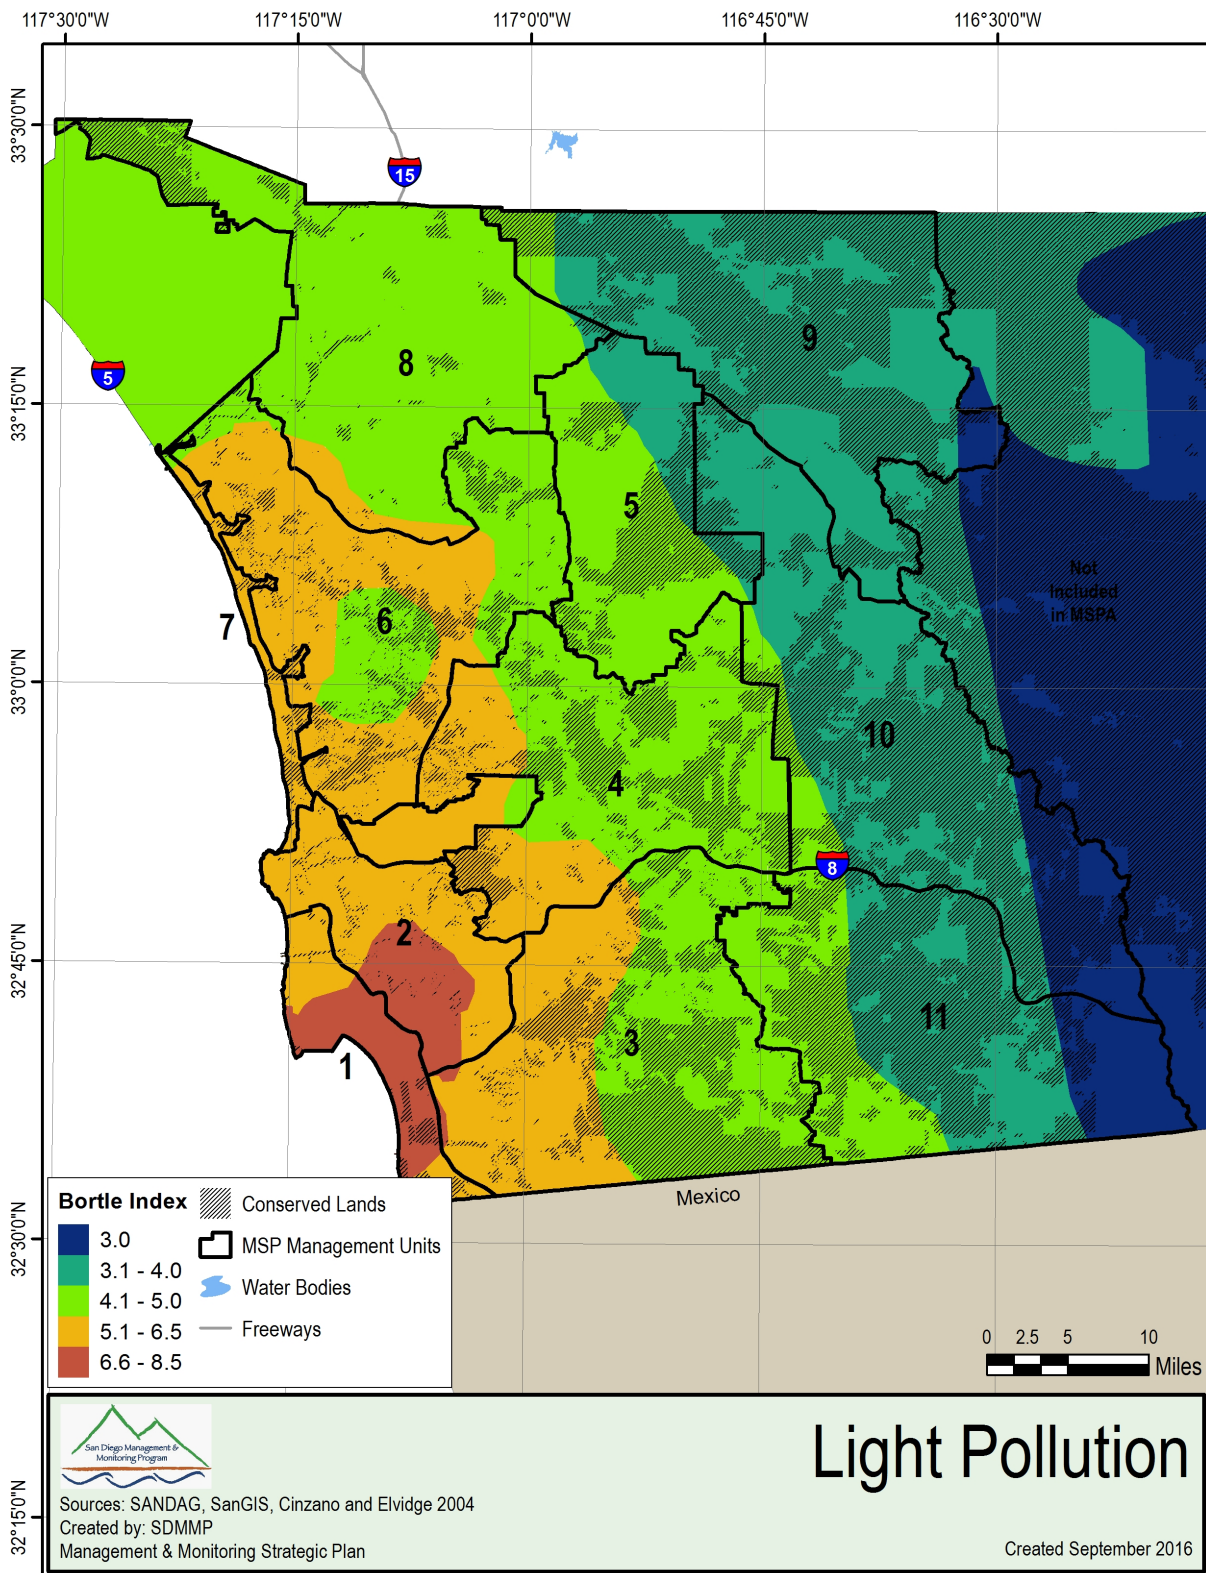 117°30'0"W 117°15'0"W 117°0'0"W 116°45'0"W 116°30'0"W
33°30'0"N
15
9
8
5
33°15'0"N
5
Not
Included
in MSPA
6
7
33°0'0"N
10
4
8
2
32°45'0"N
11
3
1
Mexico
Bortle Index
3.0
3.1 - 4.0
4.1 - 5.0
5.1 - 6.5
6.6 - 8.5
Conserved Lands
MSP Management Units
Water Bodies
Freeways
32°30'0"N
0 2.5 5 10
Miles
San Diego Management &
Monitoring Program
Light Pollution
Sources: SANDAG, SanGIS, Cinzano and Elvidge 2004
Created by: SDMMP
Management & Monitoring Strategic Plan
Created September 2016
32°15'0"N